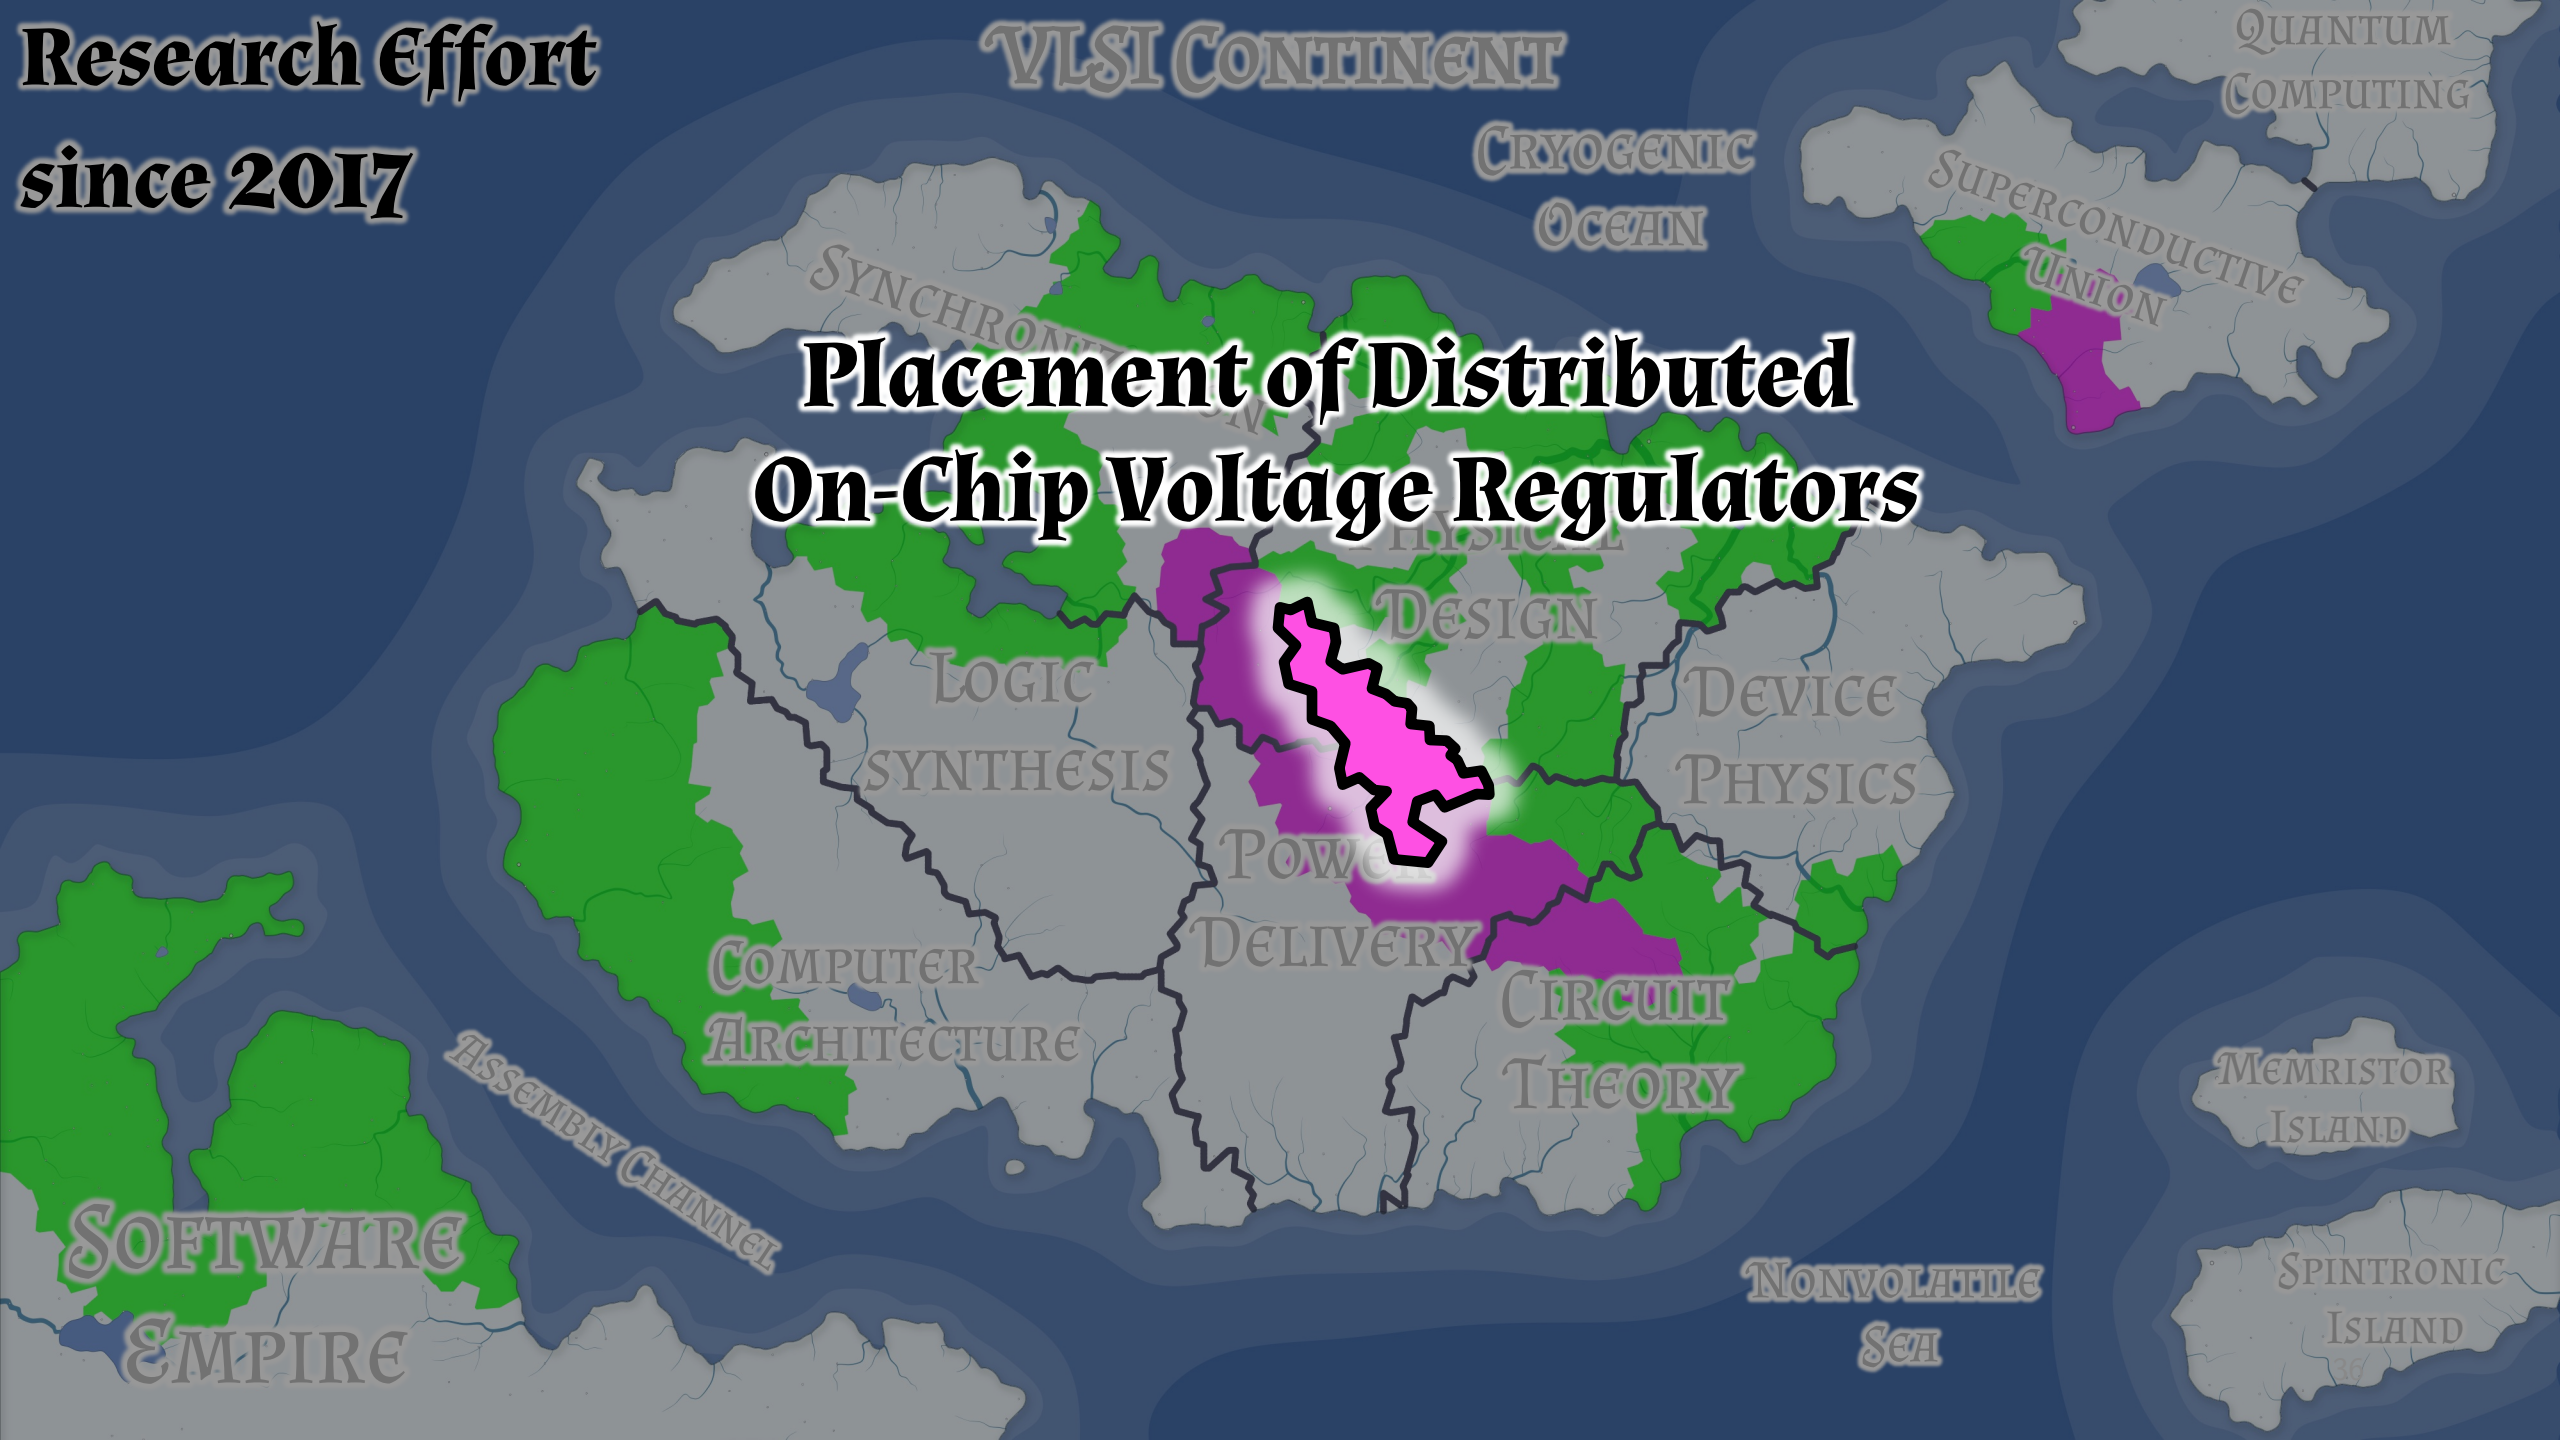 Research Effort
since 2017
VLSI Continent
Quantum
Computing
Cryogenic
Ocean
Superconductive
Union
Placement of Distributed
On-Chip Voltage Regulators
Physical
Design
Logic
synthesis
Device
Physics
Power
Delivery
Computer
Architecture
Circuit
Theory
Assembly Channel
Software
Empire
Memristor
Island
Nonvolatile
Sea
Spintronic
Island
36